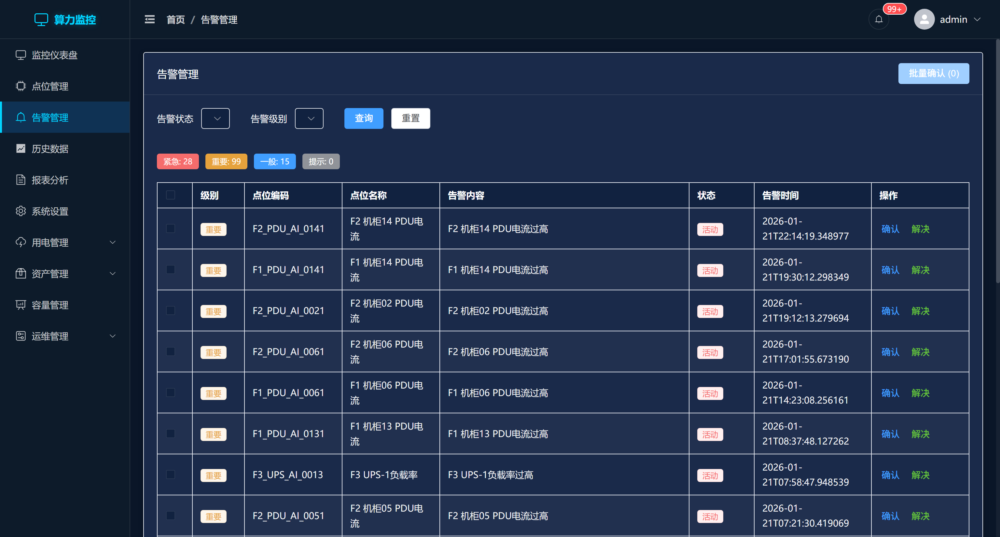 算力监控
首页 / 告警管理
99+
admin
监控仪表盘
点位管理
告警管理
历史数据
报表分析
系统设置
用电管理
资产管理
容量管理
运维管理
告警管理
批量确认 (0)
告警状态 告警级别 查询 重置
紧急: 28 重要: 99 一般: 15 提示: 0
级别 点位编码 点位名称 告警内容 状态 告警时间 操作
重要 F2_PDU_AI_0141 F2 机柜14 PDU电流 F2 机柜14 PDU电流过高 活动 2026-01-21T22:14:19.348977 确认 解决
重要 F1_PDU_AI_0141 F1 机柜14 PDU电流 F1 机柜14 PDU电流过高 活动 2026-01-21T19:30:12.298349 确认 解决
重要 F2_PDU_AI_0021 F2 机柜02 PDU电流 F2 机柜02 PDU电流过高 活动 2026-01-21T19:12:13.279694 确认 解决
重要 F2_PDU_AI_0061 F2 机柜06 PDU电流 F2 机柜06 PDU电流过高 活动 2026-01-21T17:01:55.673190 确认 解决
重要 F1_PDU_AI_0061 F1 机柜06 PDU电流 F1 机柜06 PDU电流过高 活动 2026-01-21T14:23:08.256161 确认 解决
重要 F1_PDU_AI_0131 F1 机柜13 PDU电流 F1 机柜13 PDU电流过高 活动 2026-01-21T08:37:48.127262 确认 解决
重要 F3_UPS_AI_0013 F3 UPS-1负载率 F3 UPS-1负载率过高 活动 2026-01-21T07:58:47.948539 确认 解决
重要 F2_PDU_AI_0051 F2 机柜05 PDU电流 F2 机柜05 PDU电流过高 活动 2026-01-21T07:21:30.419069 确认 解决